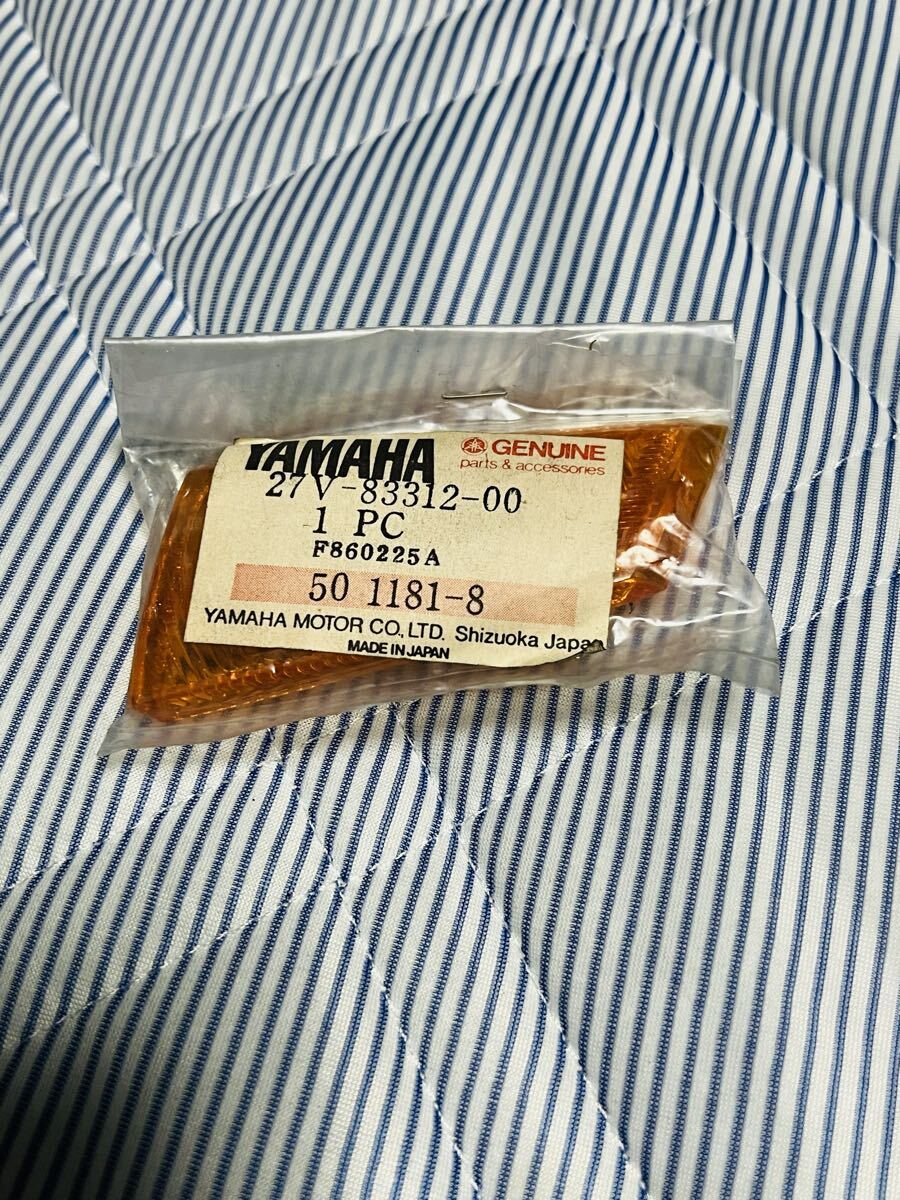 YAMAHA GENUINE
parts & accessories
27V-83312-00
1 PC
F860225A
50 1181-8
YAMAHA MOTOR CO., LTD. Shizuoka Japan
MADE IN JAPAN